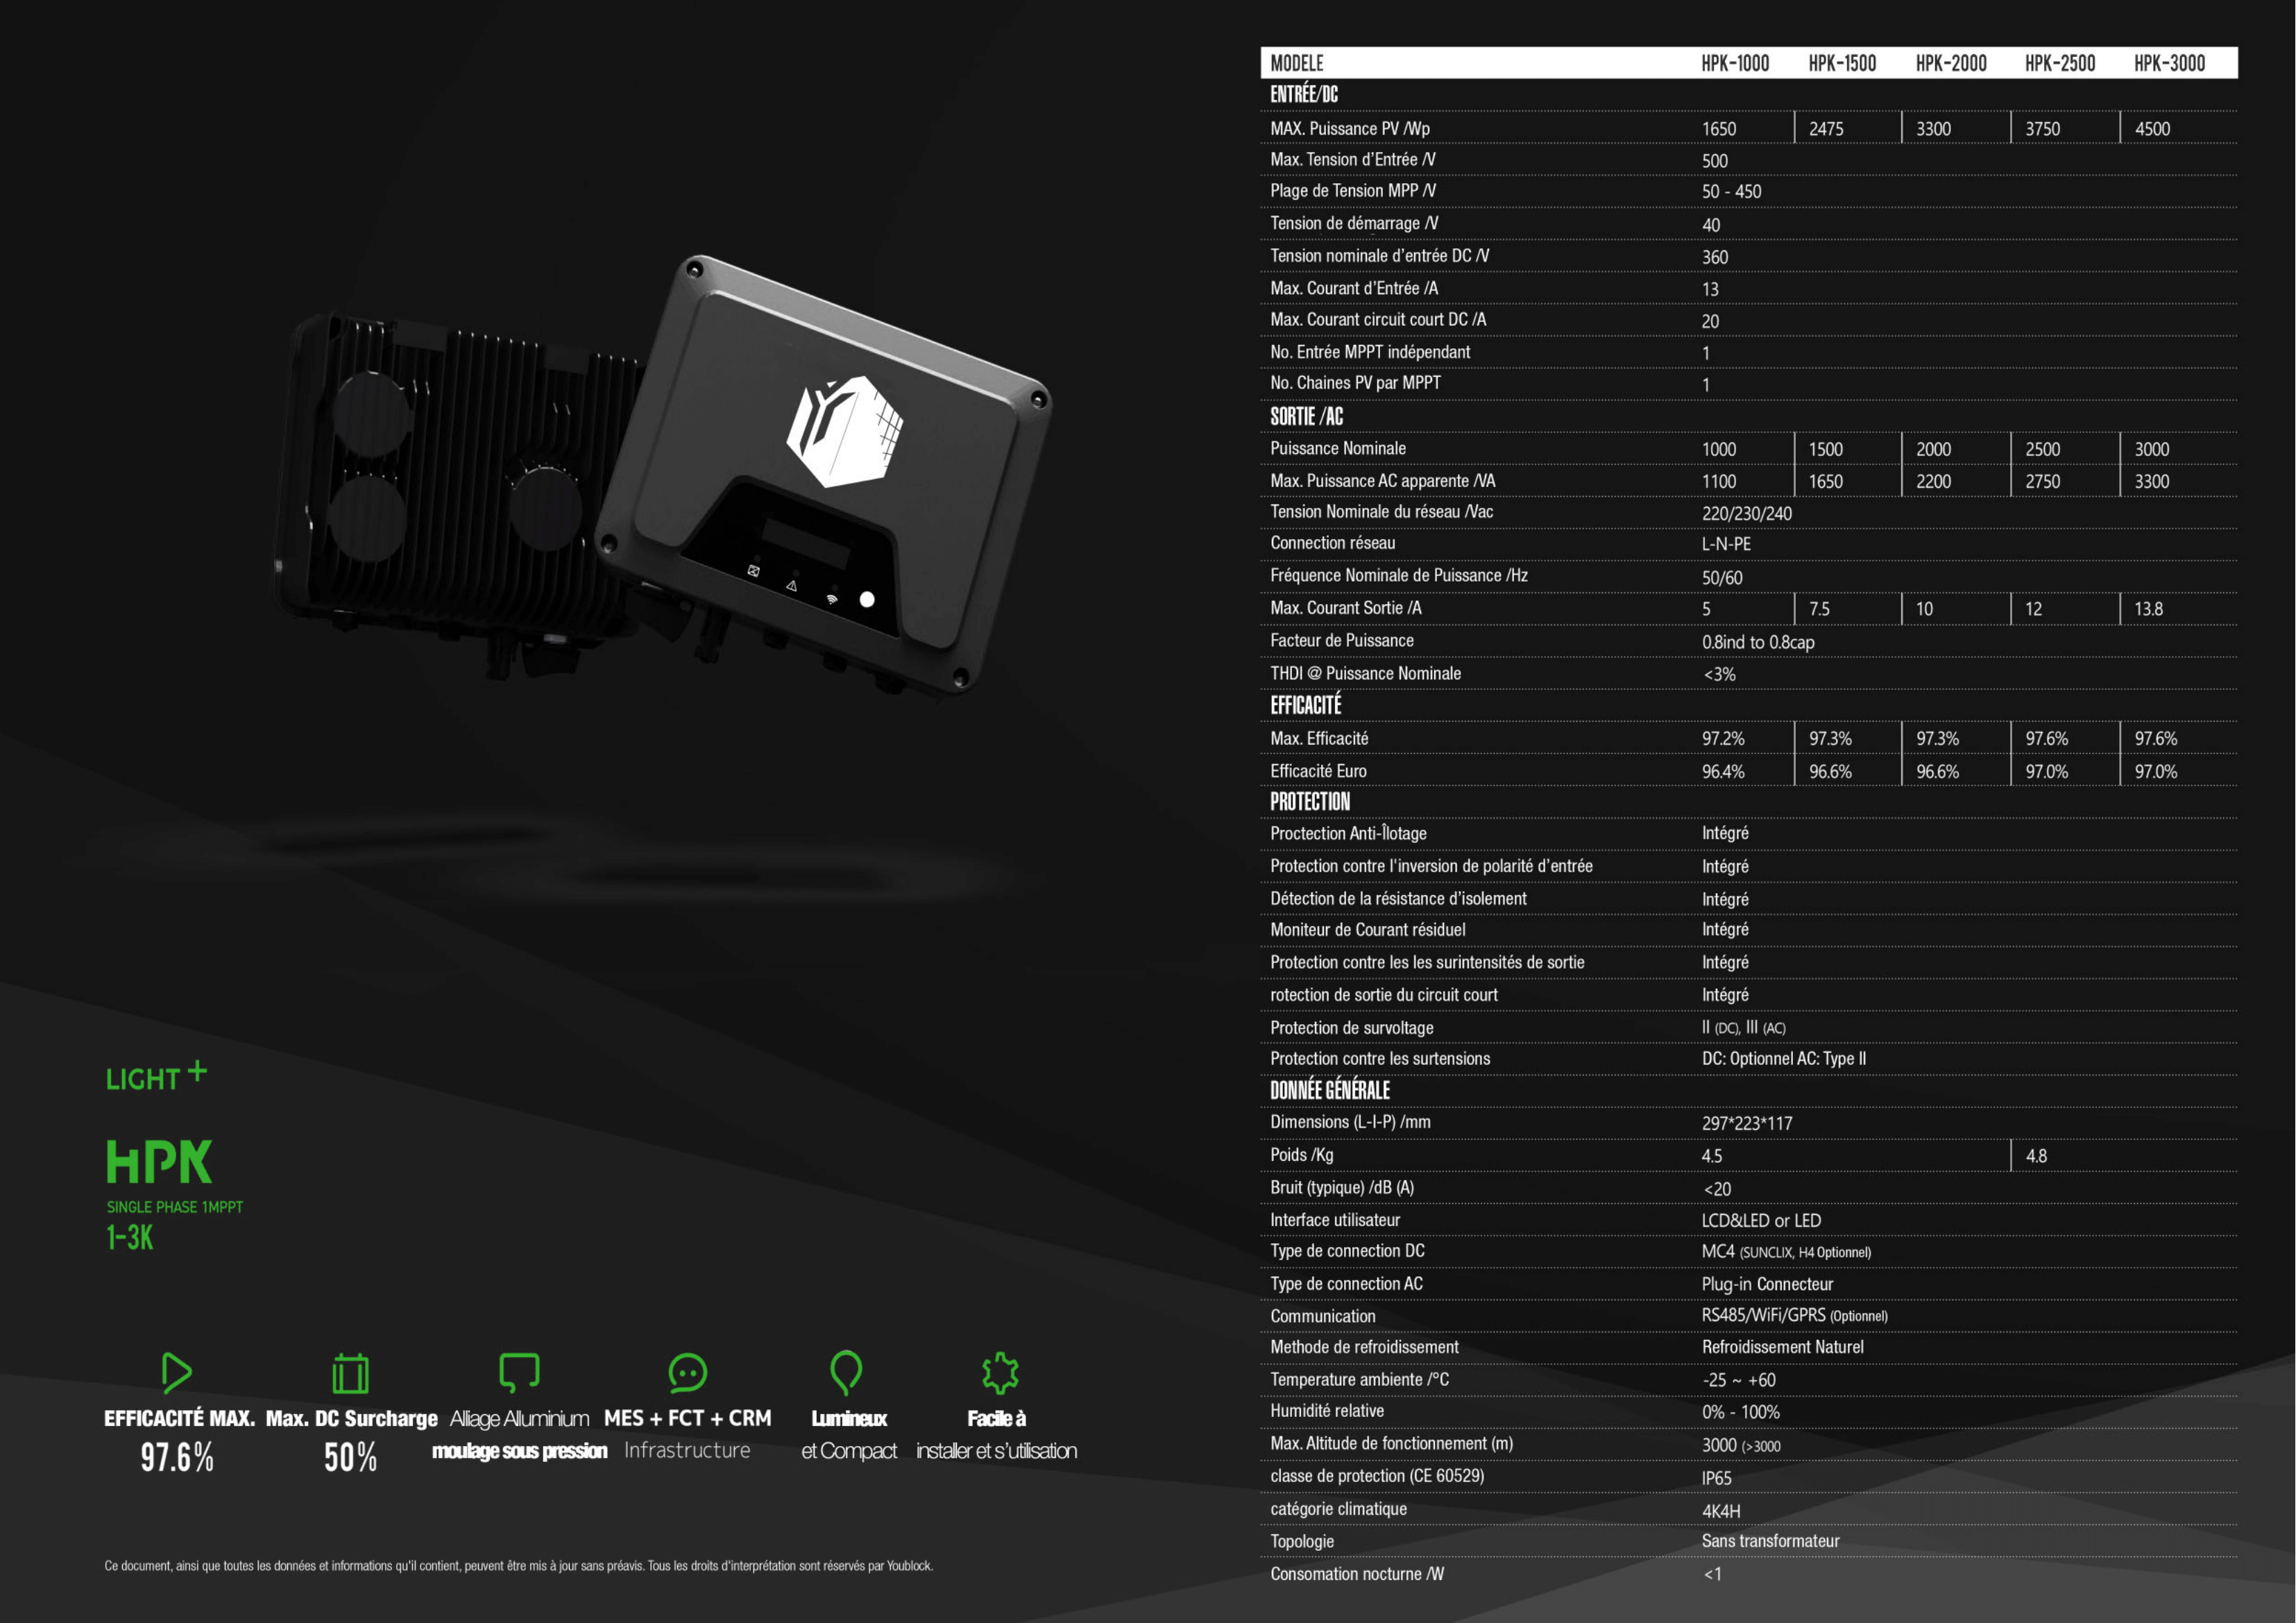 LIGHT +
HPK
SINGLE PHASE 1MPPT
1-3K
EFFICACITÉ MAX.
97.6%
Max. DC Surcharge
50%
Alliage Alluminium
moulage sous pression
MES + FCT + CRM
Infrastructure
Lumineux
et Compact
Facile à
installer et s'utilisation
Ce document, ainsi que toutes les données et informations qu'il contient, peuvent être mis à jour sans préavis. Tous les droits d'interprétation sont réservés par Youblock.
MODELE HPK-1000 HPK-1500 HPK-2000 HPK-2500 HPK-3000
ENTRÉE/DC
MAX. Puissance PV /Wp 1650 2475 3300 3750 4500
Max. Tension d'Entrée /V 500
Plage de Tension MPP /V 50 - 450
Tension de démarrage /V 40
Tension nominale d'entrée DC /V 360
Max. Courant d'Entrée /A 13
Max. Courant circuit court DC /A 20
No. Entrée MPPT indépendant 1
No. Chaines PV par MPPT 1
SORTIE /AC
Puissance Nominale 1000 1500 2000 2500 3000
Max. Puissance AC apparente /VA 1100 1650 2200 2750 3300
Tension Nominale du réseau /Vac 220/230/240
Connection réseau L-N-PE
Fréquence Nominale de Puissance /Hz 50/60
Max. Courant Sortie /A 5 7.5 10 12 13.8
Facteur de Puissance 0.8ind to 0.8cap
THDI @ Puissance Nominale <3%
EFFICACITÉ
Max. Efficacité 97.2% 97.3% 97.3% 97.6% 97.6%
Efficacité Euro 96.4% 96.6% 96.6% 97.0% 97.0%
PROTECTION
Proctection Anti-Îlotage Intégré
Protection contre l'inversion de polarité d'entrée Intégré
Détection de la résistance d'isolement Intégré
Moniteur de Courant résiduel Intégré
Protection contre les les surintensités de sortie Intégré
rotection de sortie du circuit court Intégré
Protection de survoltage II (DC), III (AC)
Protection contre les surtensions DC: Optionnel AC: Type II
DONNÉE GÉNÉRALE
Dimensions (L-I-P) /mm 297*223*117
Poids /Kg 4.5 4.8
Bruit (typique) /dB (A) <20
Interface utilisateur LCD&LED or LED
Type de connection DC MC4 (SUNCLIX, H4 Optionnel)
Type de connection AC Plug-in Connecteur
Communication RS485/WiFi/GPRS (Optionnel)
Methode de refroidissement Refroidissement Naturel
Temperature ambiente /°C -25 ~ +60
Humidité relative 0% - 100%
Max. Altitude de fonctionnement (m) 3000 (>3000
classe de protection (CE 60529) IP65
catégorie climatique 4K4H
Topologie Sans transformateur
Consomation nocturne /W <1